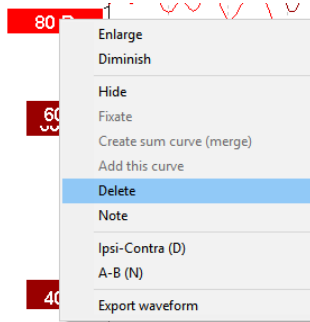 80
Enlarge
Diminish
Hide
60
Fixate
Create sum curve (merge)
Add this curve
Delete
Note
Ipsi-Contra (D)
A-B (N)
40
Export waveform